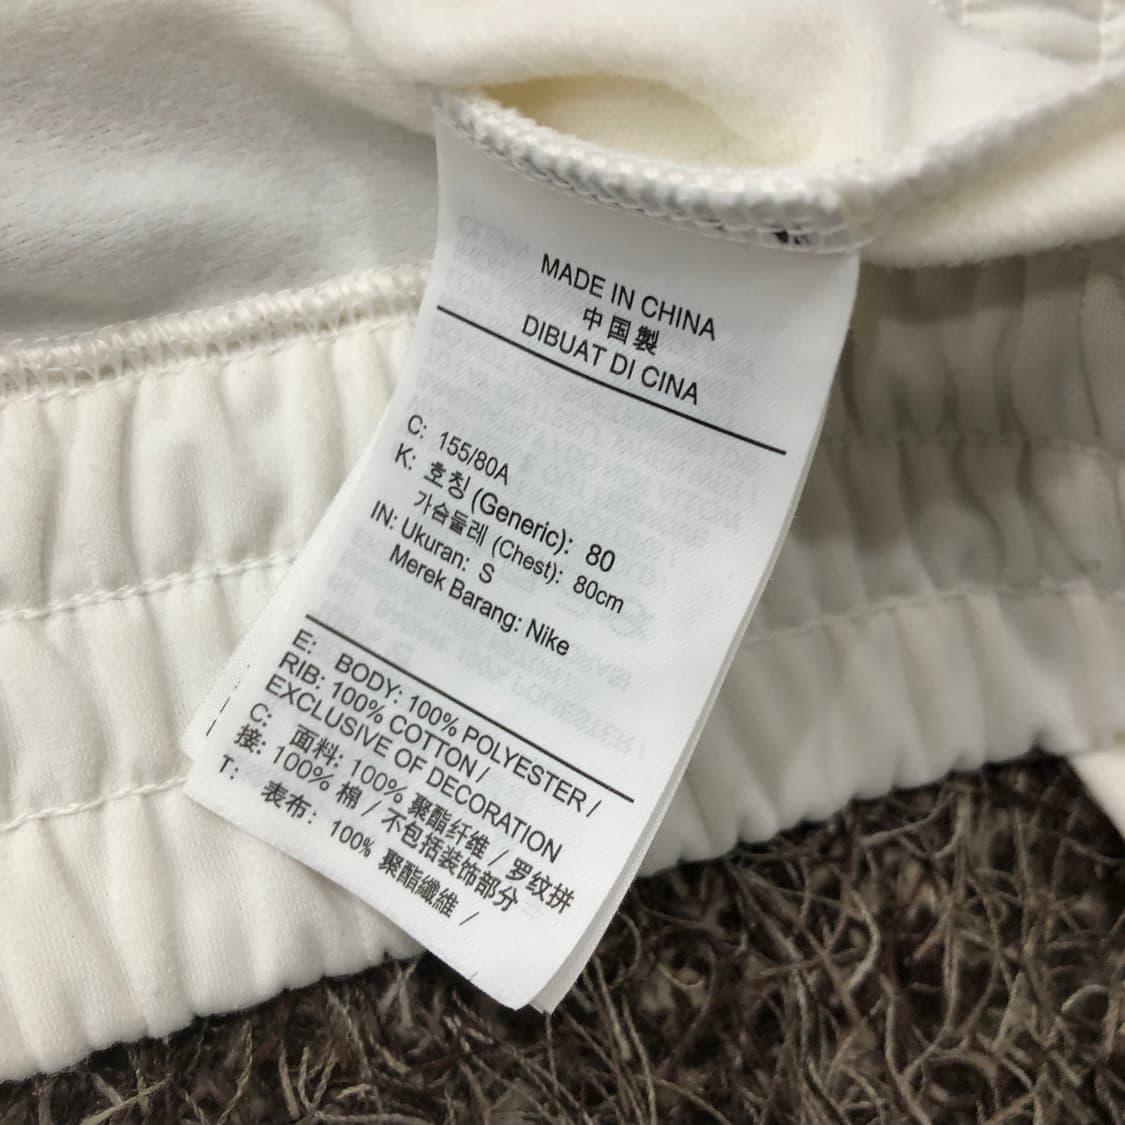 MADE IN CHINA
中国製
DIBUAT DI CINA
C: 155/80A
K: 호칭 (Generic): 80
가슴둘레 (Chest): 80cm
IN: Ukuran: S
Merek Barang: Nike
E: BODY: 100% POLYESTER /
RIB: 100% COTTON /
EXCLUSIVE OF DECORATION
C: 面料: 100% 聚酯纤维 / 罗纹拼
接: 100% 棉 / 不包括装饰部分
T: 表布: 100% 聚酯纖維 /